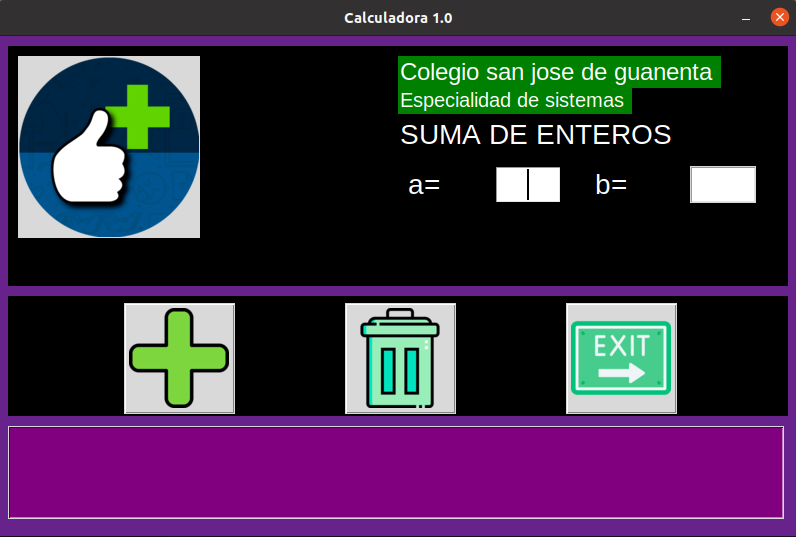 Calculadora 1.0
Colegio san jose de guanenta
Especialidad de sistemas
SUMA DE ENTEROS
a= b=
EXIT